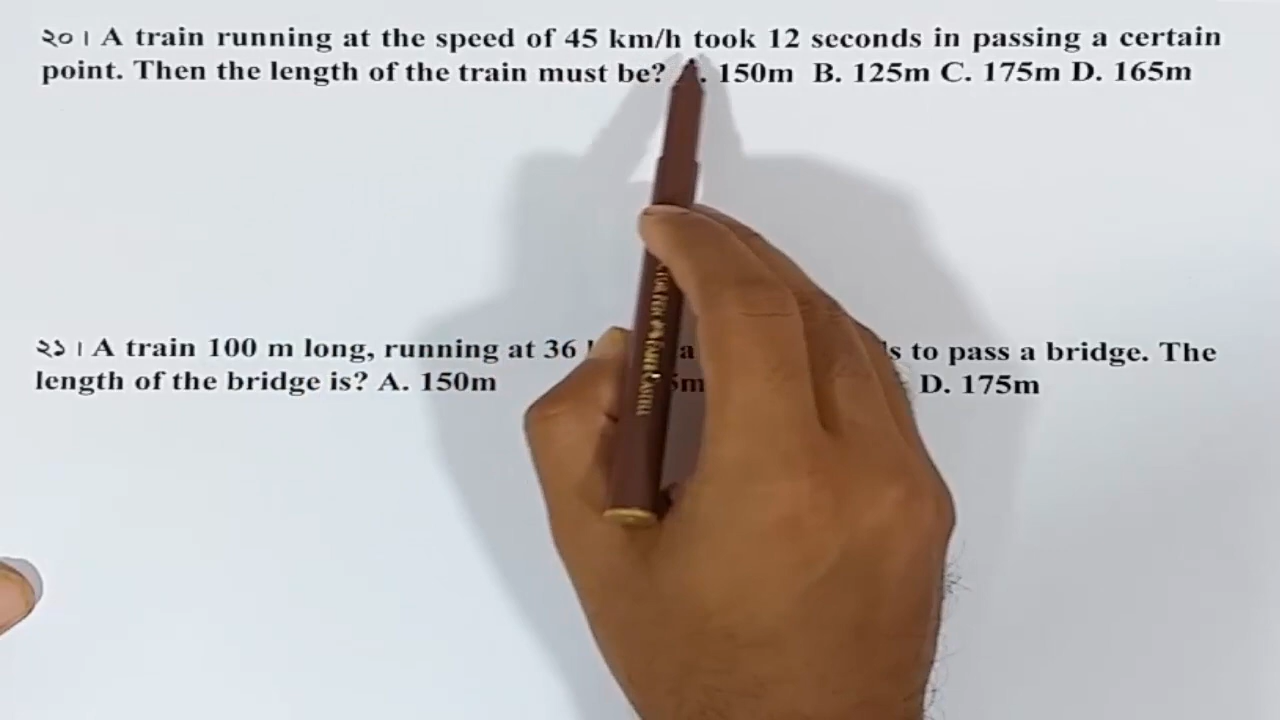 ২০। A train running at the speed of 45 km/h took 12 seconds in passing a certain
point. Then the length of the train must be? 150m B. 125m C. 175m D. 165m
২১। A train 100 m long, running at 36 to pass a bridge. The
length of the bridge is? A. 150m D. 175m